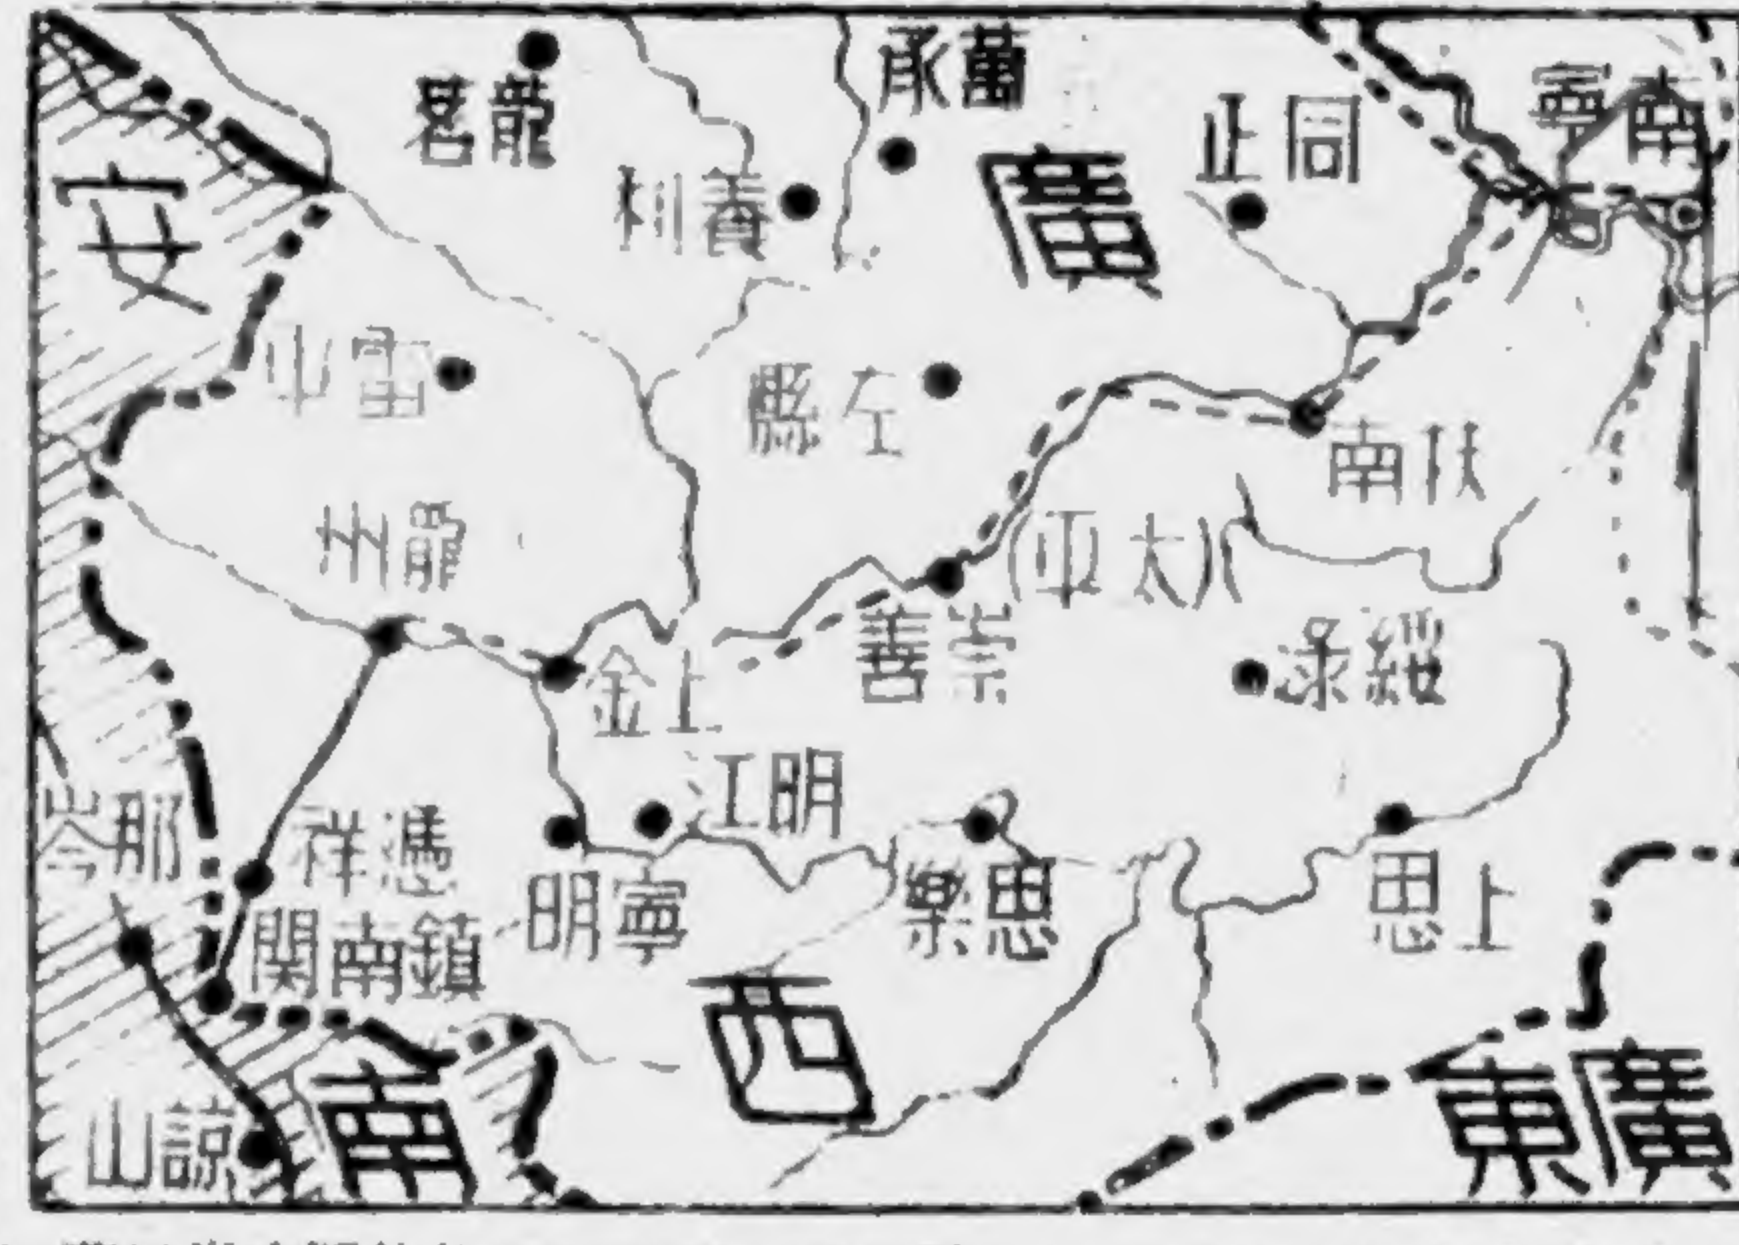 龍茗
萬承
養利
同正
南寧
廣
安
雷平
左縣
扶南
龍州
(太平)
崇善
上金
綏淥
明江
那岑
憑祥
鎮南關
寧明
思樂
上思
西
南
諒山
廣東